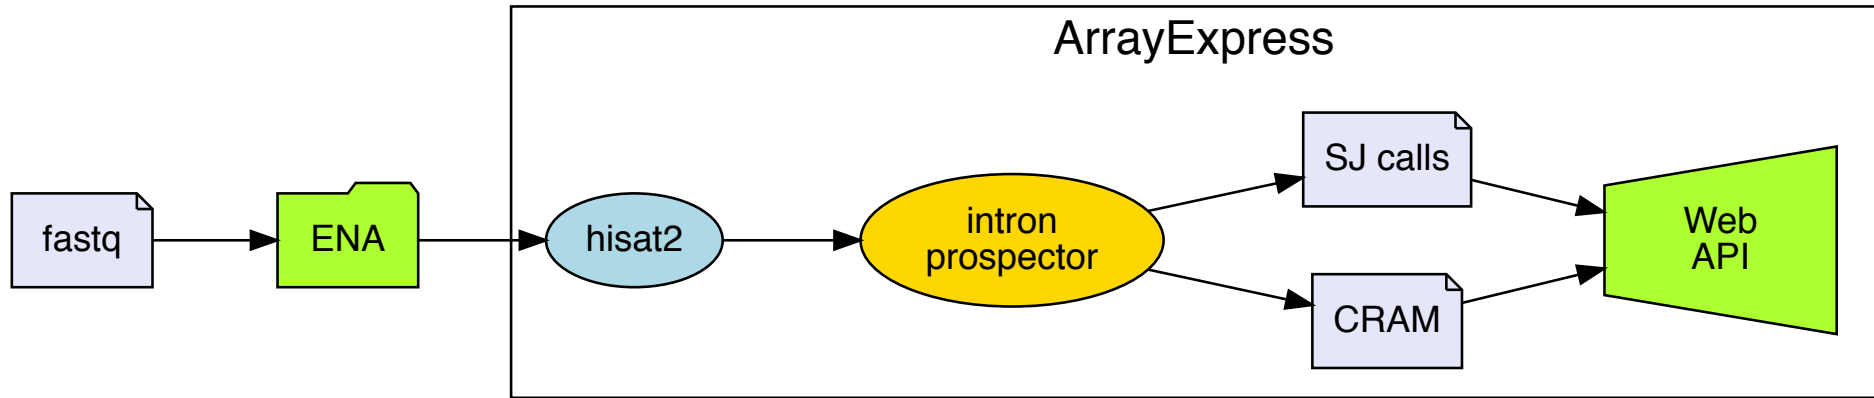 ArrayExpress
fastq
ENA
hisat2
intron
prospector
SJ calls
CRAM
Web
API